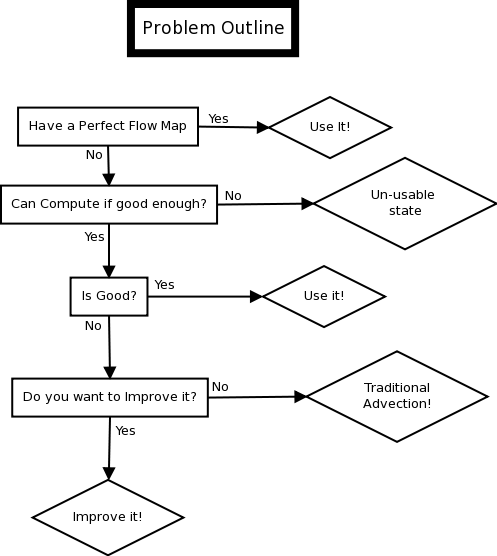 Problem Outline
Have a Perfect Flow Map
Yes
Use It!
No
Can Compute if good enough?
No
Un-usable
state
Yes
Is Good?
Yes
Use it!
No
Do you want to Improve it?
No
Traditional
Advection!
Yes
Improve it!